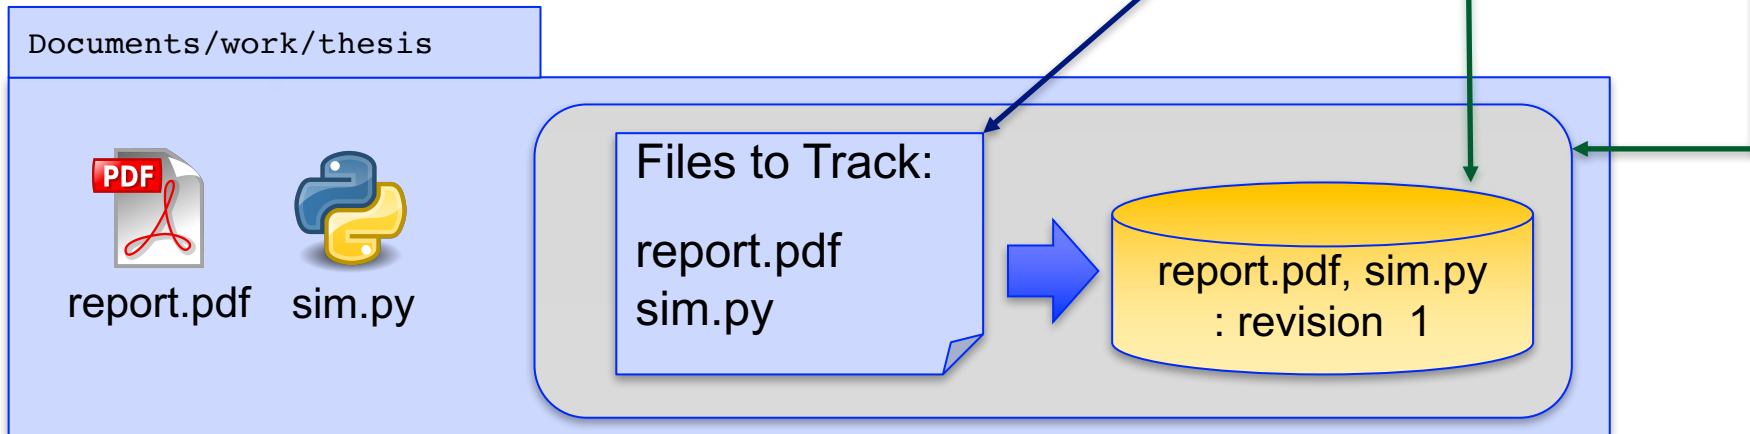 Documents/work/thesis
PDF
report.pdf
sim.py
Files to Track:
report.pdf
sim.py
report.pdf, sim.py
: revision 1